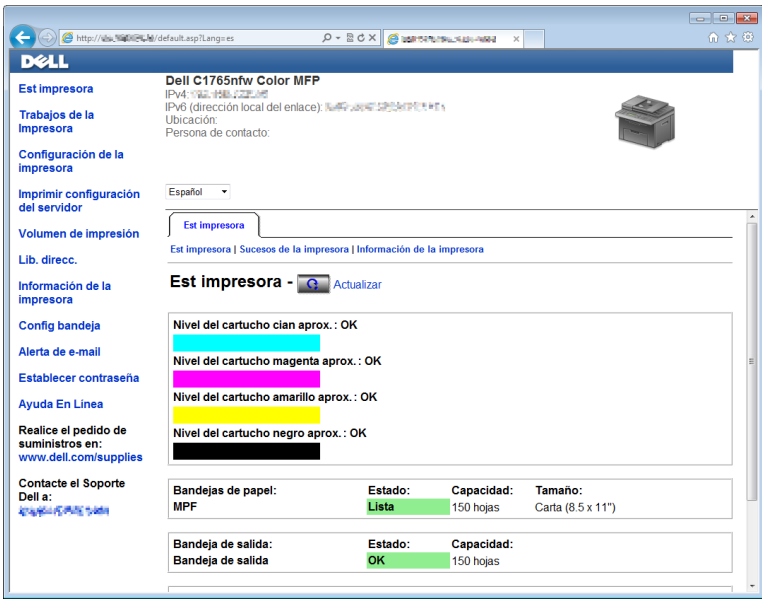 http://
/default.asp?Lang=es
DELL
Dell C1765nfw Color MFP
IPv4:
IPv6 (dirección local del enlace):
Ubicación:
Persona de contacto:
Est impresora
Trabajos de la
Impresora
Configuración de la
impresora
Imprimir configuración
del servidor
Volumen de impresión
Lib. direcc.
Información de la
impresora
Config bandeja
Alerta de e-mail
Establecer contraseña
Ayuda En Linea
Realice el pedido de
suministros en:
www.dell.com/supplies
Contacte el Soporte
Dell a:
Español
Est impresora
Est impresora | Sucesos de la impresora | Información de la impresora
Est impresora - Actualizar
Nivel del cartucho cian aprox. : OK
Nivel del cartucho magenta aprox. : OK
Nivel del cartucho amarillo aprox. : OK
Nivel del cartucho negro aprox. : OK
Bandejas de papel: Estado: Capacidad: Tamaño:
MPF Lista 150 hojas Carta (8.5 x 11")
Bandeja de salida: Estado: Capacidad:
Bandeja de salida OK 150 hojas